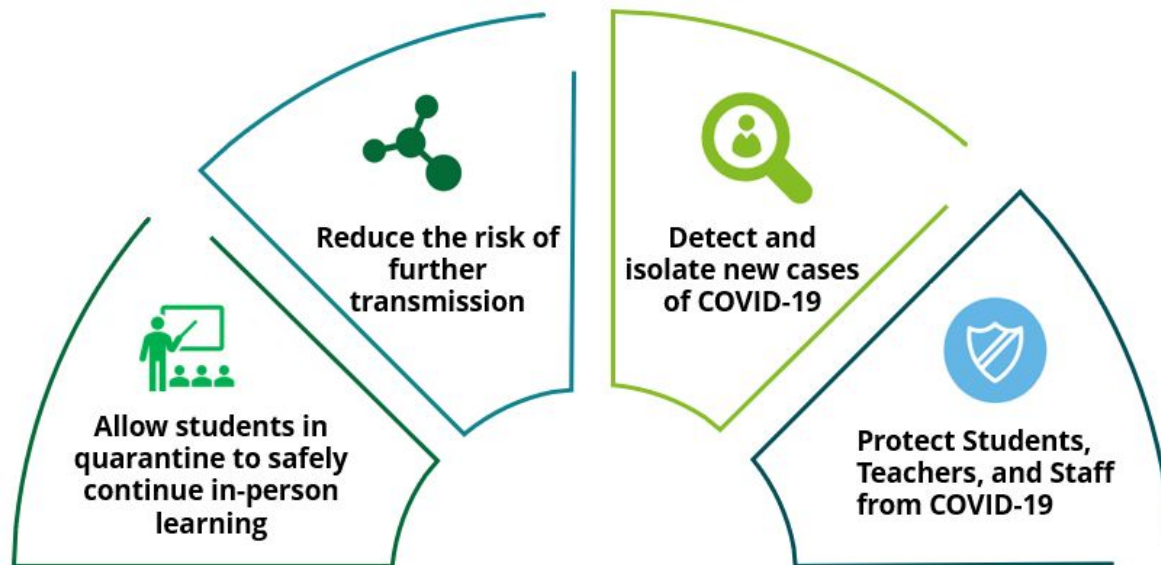 Allow students in
quarantine to safely
continue in-person
learning
Reduce the risk of
further
transmission
Detect and
isolate new cases
of COVID-19
Protect Students,
Teachers, and Staff
from COVID-19